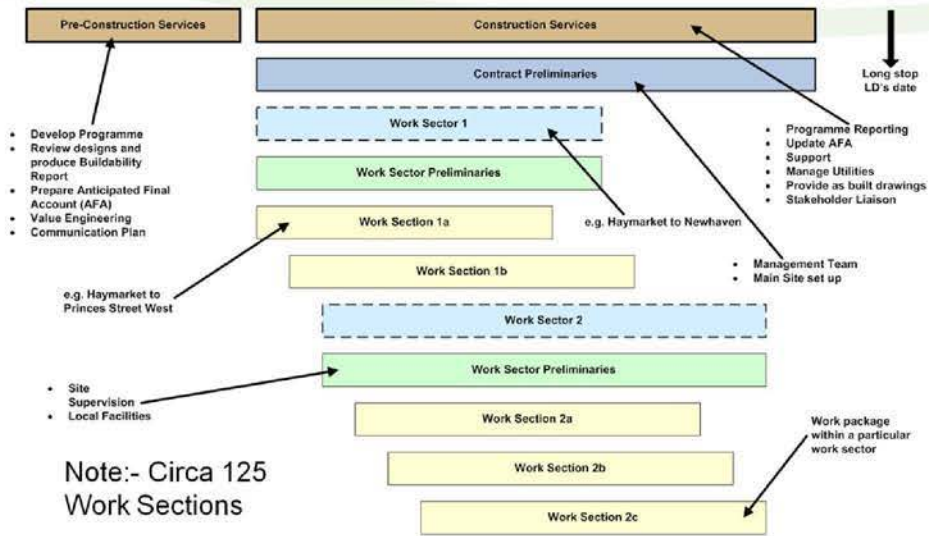 Pre-Construction Services
Construction Services
Contract Preliminaries
Long stop
LD's date
Work Sector 1
• Develop Programme
• Review designs and
produce Buildability
Report
• Prepare Anticipated Final
Account (AFA)
• Value Engineering
• Communication Plan
• Programme Reporting
• Update AFA
• Support
• Manage Utilities
• Provide as built drawings
• Stakeholder Liaison
Work Sector Preliminaries
Work Section 1a
e.g. Haymarket to Newhaven
Work Section 1b
• Management Team
• Main Site set up
e.g. Haymarket to
Princes Street West
Work Sector 2
Work Sector Preliminaries
• Site
Supervision
• Local Facilities
Work Section 2a
Work package
within a particular
work sector
Work Section 2b
Note:- Circa 125
Work Sections
Work Section 2c